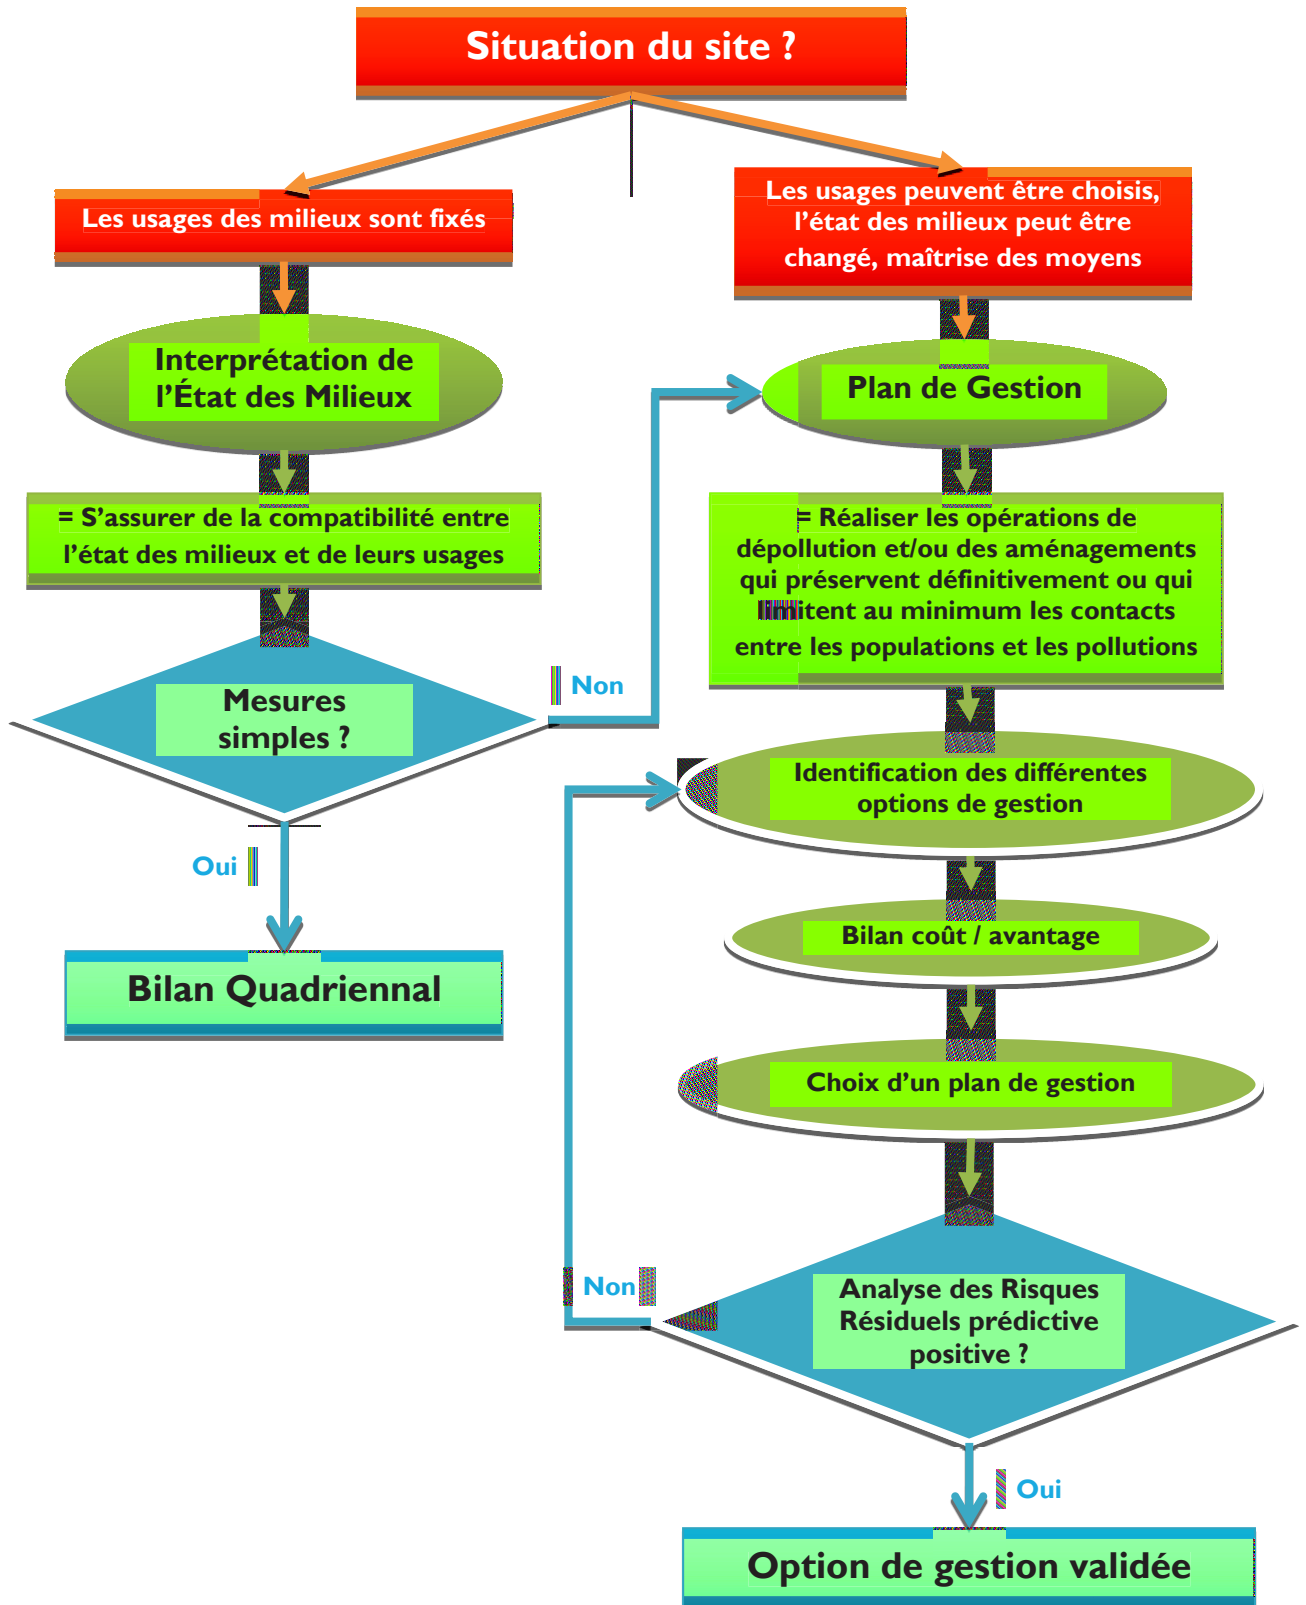 Situation du site ?
Les usages des milieux sont fixés
Les usages peuvent être choisis,
l’état des milieux peut être
changé, maîtrise des moyens
Interprétation de
l’État des Milieux
Plan de Gestion
= S’assurer de la compatibilité entre
l’état des milieux et de leurs usages
= Réaliser les opérations de
dépollution et/ou des aménagements
qui préservent définitivement ou qui
limitent au minimum les contacts
entre les populations et les pollutions
Mesures
simples ?
Non
Oui
Bilan Quadriennal
Identification des différentes
options de gestion
Bilan coût / avantage
Choix d’un plan de gestion
Analyse des Risques
Résiduels prédictive
positive ?
Non
Oui
Option de gestion validée